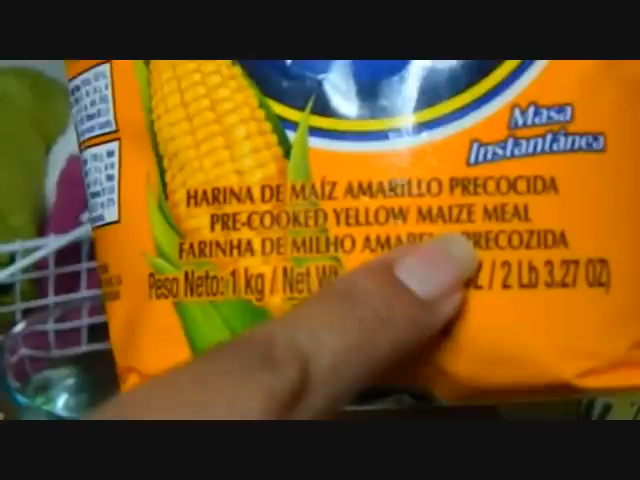 Masa
Instantánea
HARINA DE MAÍZ AMARILLO PRECOCIDA
PRE-COOKED YELLOW MAIZE MEAL
FARINHA DE MILHO PRECOZIDA
Peso Neto: 1 kg / Net / 2 Lb 3.27 OZ)